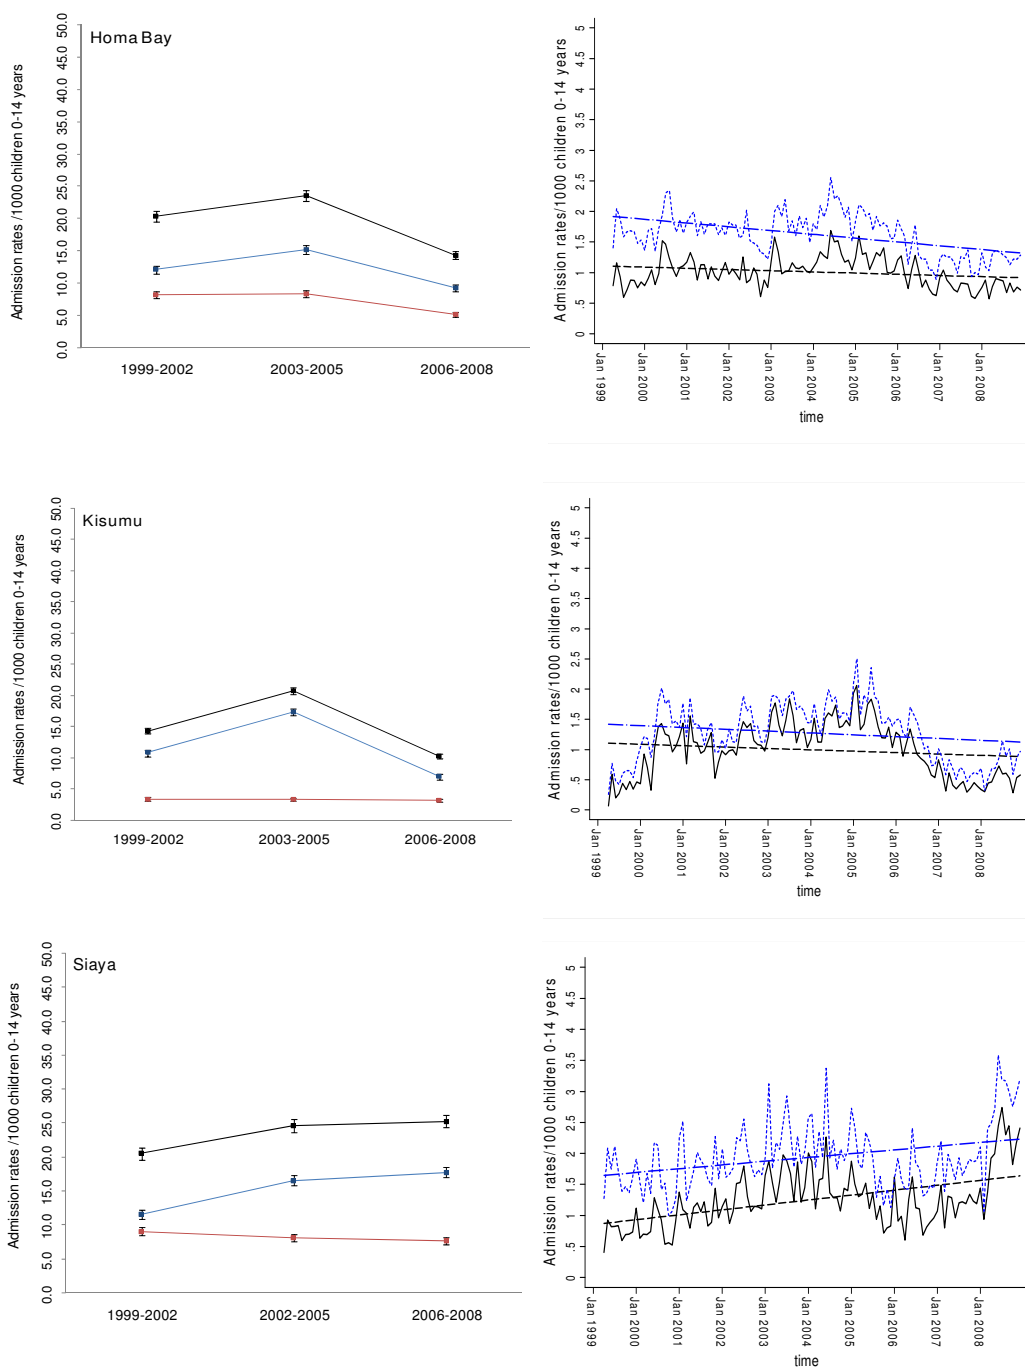 Homa Bay
Admission rates /1000 children 0-14 years
50.0
45.0
40.0
35.0
30.0
25.0
20.0
15.0
10.0
5.0
0.0
1999-2002 2003-2005 2006-2008
Admission rates/1000 children 0-14 years
5
4.5
4
3.5
3
2.5
2
1.5
1
.5
0
Jan 1999
Jan 2000
Jan 2001
Jan 2002
Jan 2003
Jan 2004
Jan 2005
Jan 2006
Jan 2007
Jan 2008
time
Kisumu
Admission rates /1000 children 0-14 years
50.0
45.0
40.0
35.0
30.0
25.0
20.0
15.0
10.0
5.0
0.0
1999-2002 2003-2005 2006-2008
Admission rates/1000 children 0-14 years
5
4.5
4
3.5
3
2.5
2
1.5
1
.5
0
Jan 1999
Jan 2000
Jan 2001
Jan 2002
Jan 2003
Jan 2004
Jan 2005
Jan 2006
Jan 2007
Jan 2008
time
Siaya
Admission rates /1000 children 0-14 years
50.0
45.0
40.0
35.0
30.0
25.0
20.0
15.0
10.0
5.0
0.0
1999-2002 2002-2005 2006-2008
Admission rates/1000 children 0-14 years
5
4.5
4
3.5
3
2.5
2
1.5
1
.5
0
Jan 1999
Jan 2000
Jan 2001
Jan 2002
Jan 2003
Jan 2004
Jan 2005
Jan 2006
Jan 2007
Jan 2008
time